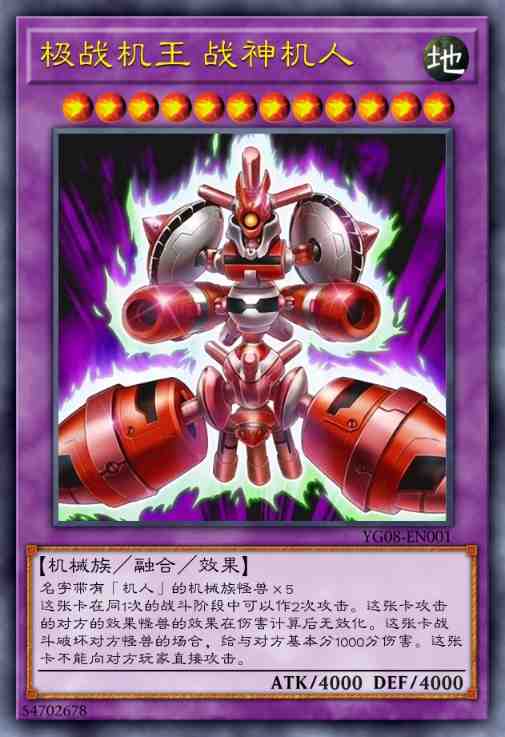 极战机王 战神机人
地
YG08-EN001
【机械族／融合／效果】
名字带有「机人」的机械族怪兽×5
这张卡在同1次的战斗阶段中可以作2次攻击。这张卡攻击
的对方的效果怪兽的效果在伤害计算后无效化。这张卡战
斗破坏对方怪兽的场合，给与对方基本分1000分伤害。这张
卡不能向对方玩家直接攻击。
ATK/4000 DEF/4000
54702678